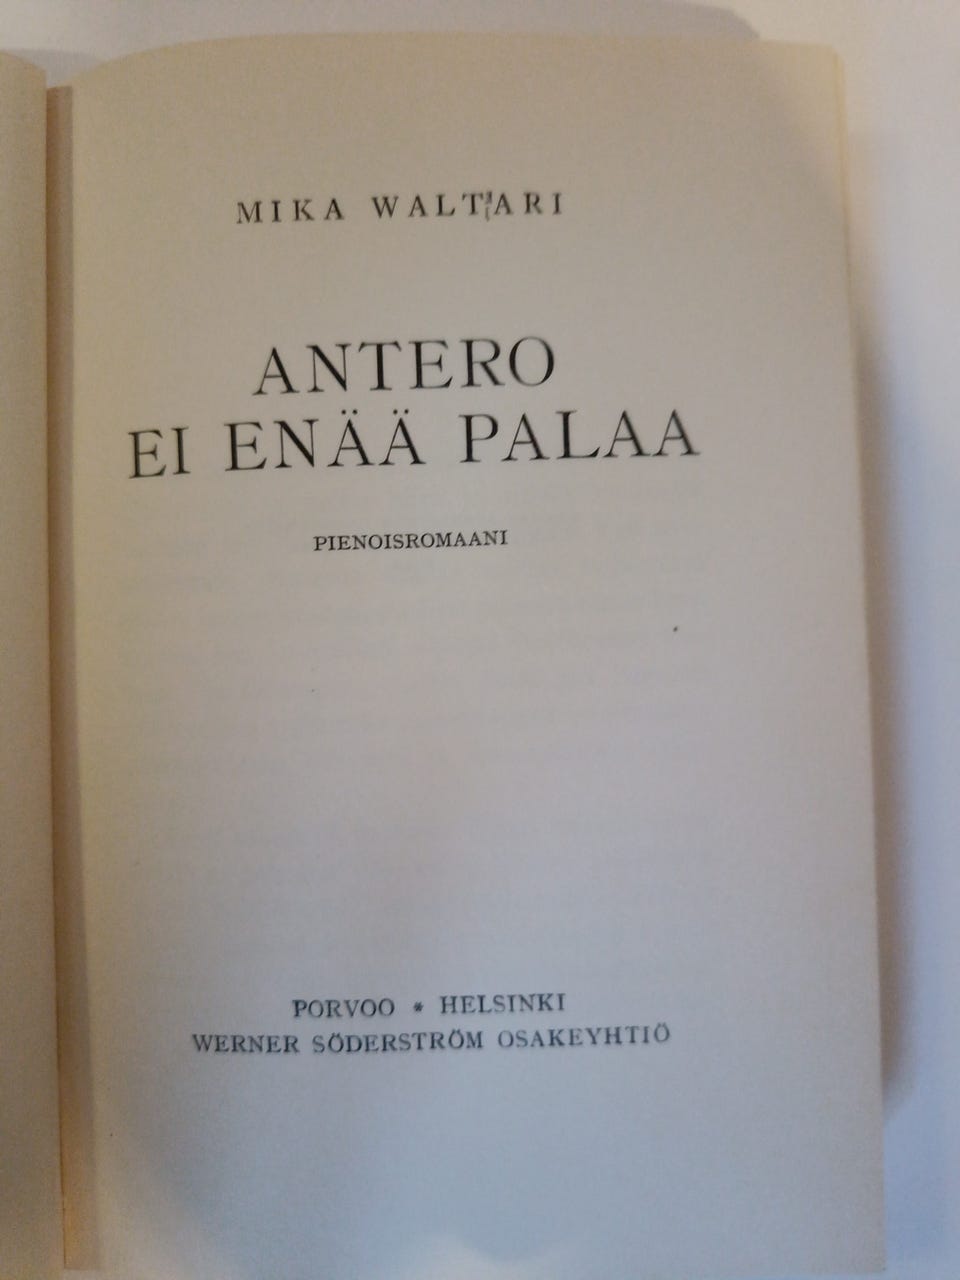 MIKA WALTARI
ANTERO
EI ENÄÄ PALAA
PIENOISROMAANI
PORVOO * HELSINKI
WERNER SÖDERSTRÖM OSAKEYHTIÖ